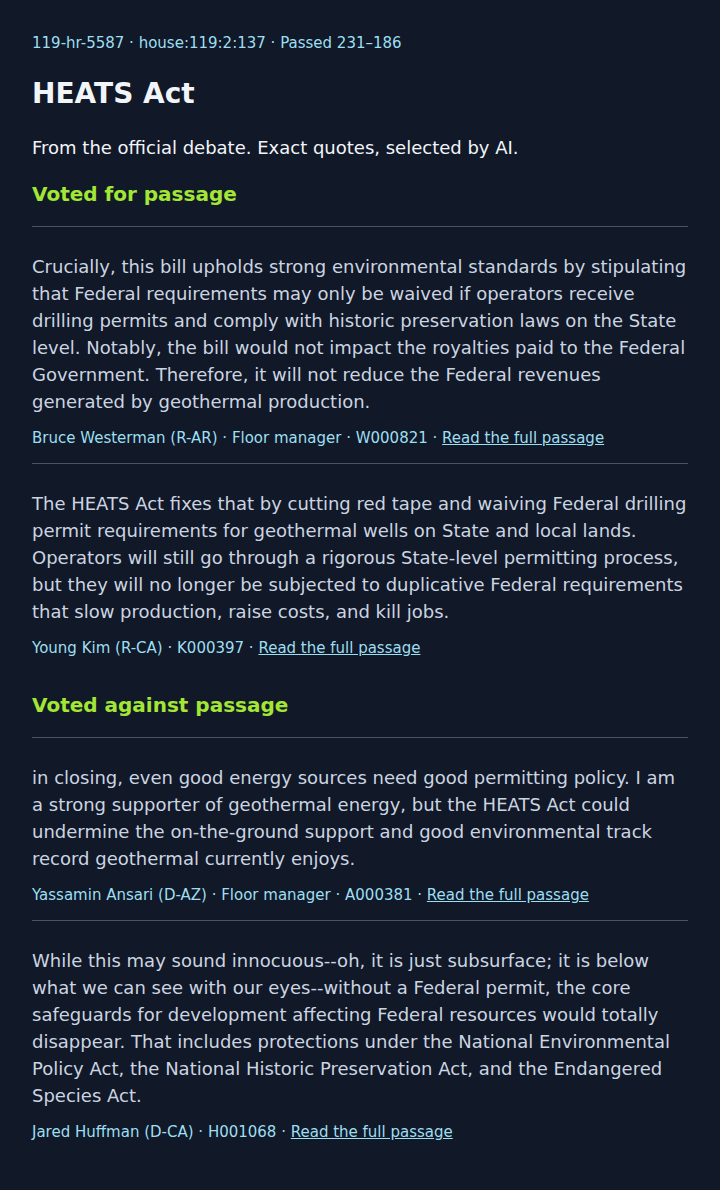 119-hr-5587 · house:119:2:137 · Passed 231–186
HEATS Act
From the official debate. Exact quotes, selected by AI.
Voted for passage
Crucially, this bill upholds strong environmental standards by stipulating
that Federal requirements may only be waived if operators receive
drilling permits and comply with historic preservation laws on the State
level. Notably, the bill would not impact the royalties paid to the Federal
Government. Therefore, it will not reduce the Federal revenues
generated by geothermal production.
Bruce Westerman (R-AR) · Floor manager · W000821 · Read the full passage
The HEATS Act fixes that by cutting red tape and waiving Federal drilling
permit requirements for geothermal wells on State and local lands.
Operators will still go through a rigorous State-level permitting process,
but they will no longer be subjected to duplicative Federal requirements
that slow production, raise costs, and kill jobs.
Young Kim (R-CA) · K000397 · Read the full passage
Voted against passage
in closing, even good energy sources need good permitting policy. I am
a strong supporter of geothermal energy, but the HEATS Act could
undermine the on-the-ground support and good environmental track
record geothermal currently enjoys.
Yassamin Ansari (D-AZ) · Floor manager · A000381 · Read the full passage
While this may sound innocuous--oh, it is just subsurface; it is below
what we can see with our eyes--without a Federal permit, the core
safeguards for development affecting Federal resources would totally
disappear. That includes protections under the National Environmental
Policy Act, the National Historic Preservation Act, and the Endangered
Species Act.
Jared Huffman (D-CA) · H001068 · Read the full passage